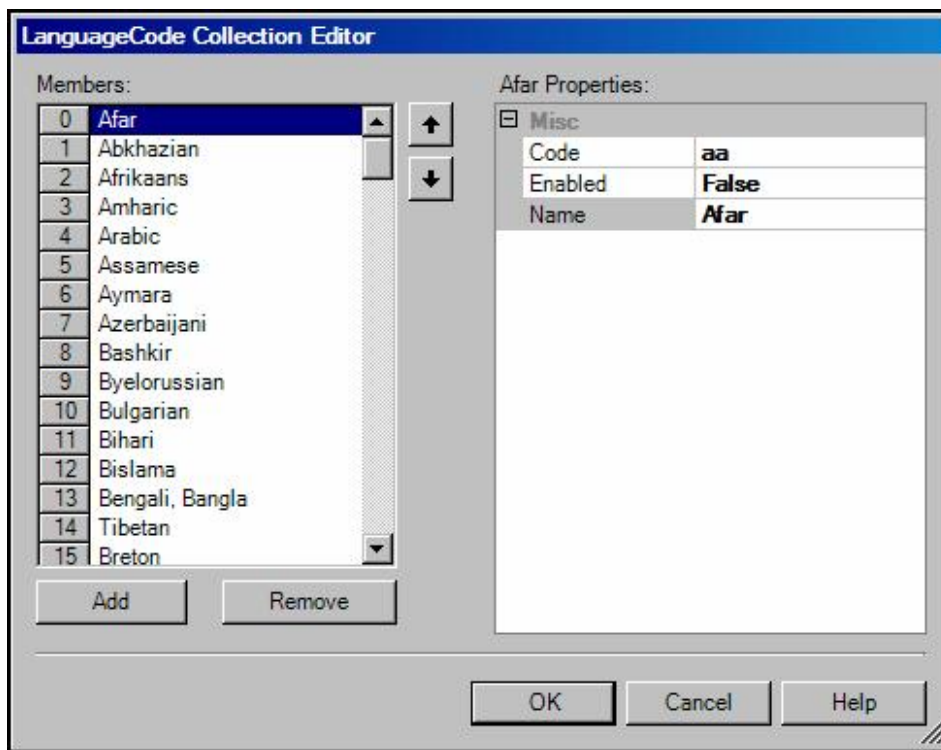 LanguageCode Collection Editor
Members:
0 Afar
1 Abkhazian
2 Afrikaans
3 Amharic
4 Arabic
5 Assamese
6 Aymara
7 Azerbaijani
8 Bashkir
9 Byelorussian
10 Bulgarian
11 Bihari
12 Bislama
13 Bengali, Bangla
14 Tibetan
15 Breton
Add Remove
Afar Properties:
Misc
Code aa
Enabled False
Name Afar
OK Cancel Help